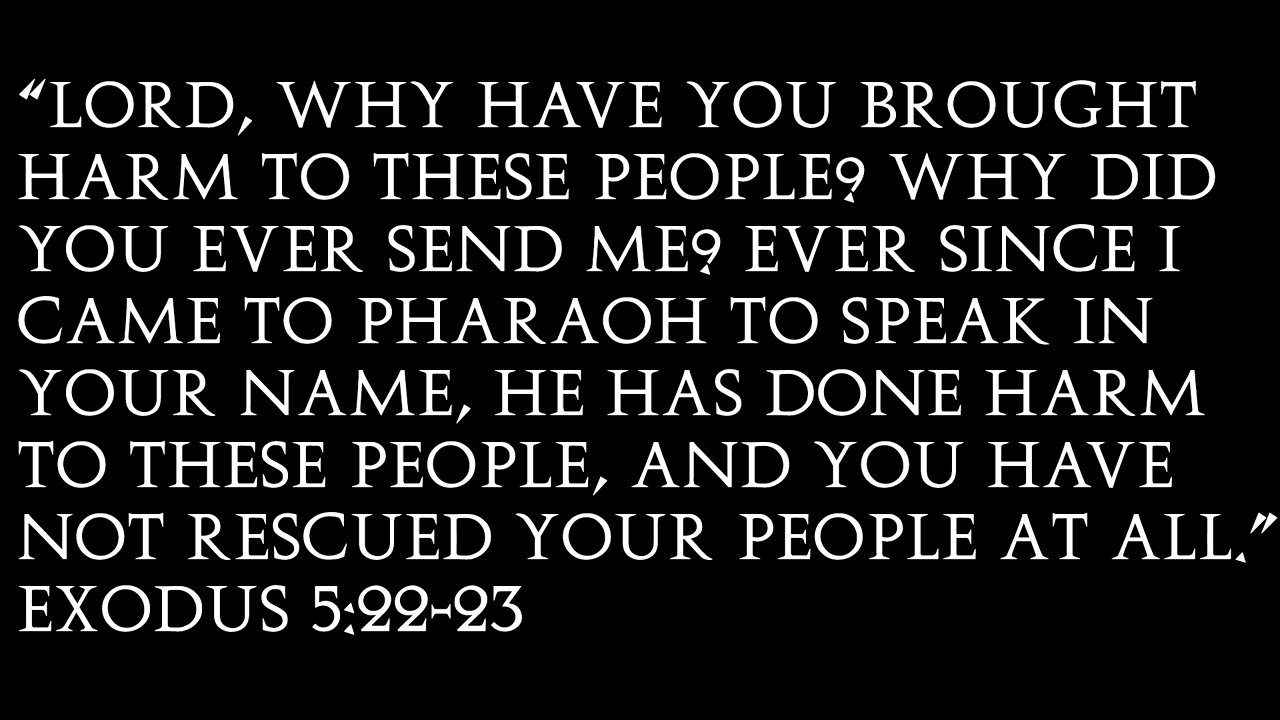 “LORD, WHY HAVE YOU BROUGHT
HARM TO THESE PEOPLE? WHY DID
YOU EVER SEND ME? EVER SINCE I
CAME TO PHARAOH TO SPEAK IN
YOUR NAME, HE HAS DONE HARM
TO THESE PEOPLE, AND YOU HAVE
NOT RESCUED YOUR PEOPLE AT ALL.”
EXODUS 5:22-23